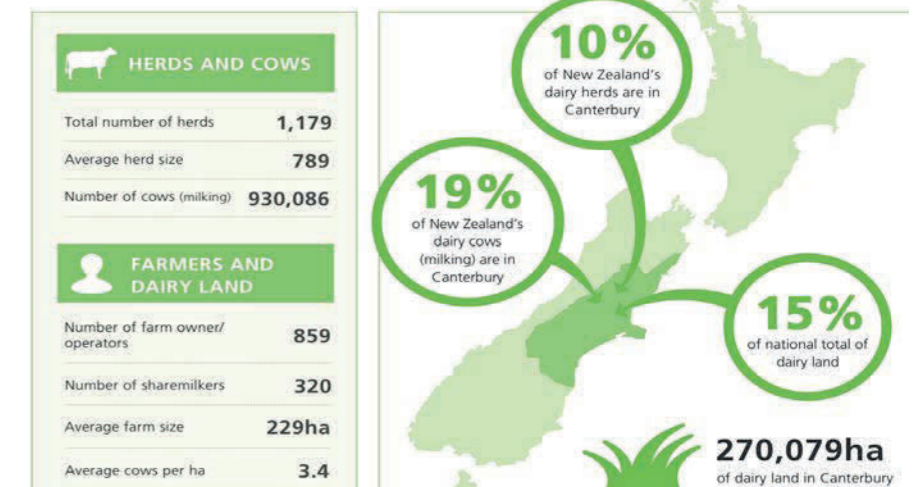 HERDS AND COWS
Total number of herds 1,179
Average herd size 789
Number of cows (milking) 930,086
FARMERS AND
DAIRY LAND
Number of farm owner/
operators 859
Number of sharemilkers 320
Average farm size 229ha
Average cows per ha 3.4
10%
of New Zealand's
dairy herds are in
Canterbury
19%
of New Zealand's
dairy cows
(milking) are in
Canterbury
15%
of national total of
dairy land
270,079ha
of dairy land in Canterbury